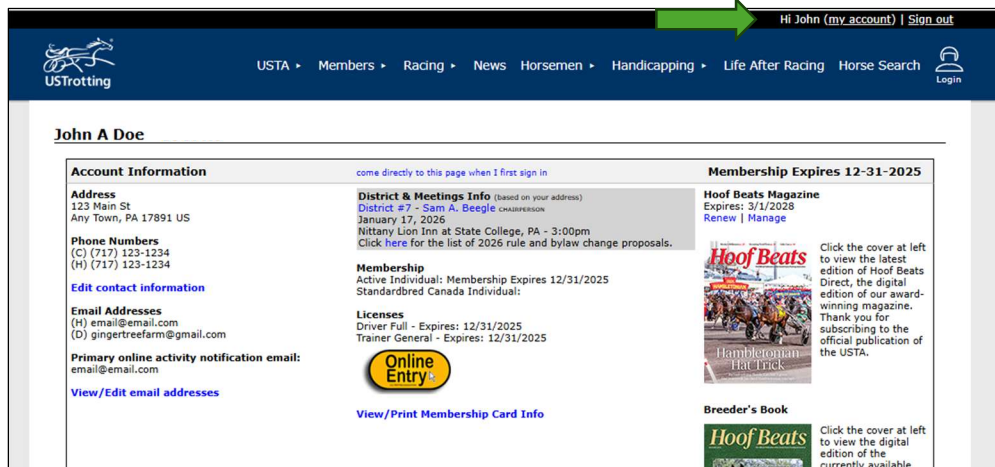 Hi John (my account) | Sign out
USTrotting
USTA ▸ Members ▸ Racing ▸ News Horsemen ▸ Handicapping ▸ Life After Racing Horse Search
Login
John A Doe
Account Information
Address
123 Main St
Any Town, PA 17891 US
Phone Numbers
(C) (717) 123-1234
(H) (717) 123-1234
Edit contact information
Email Addresses
(H) email@email.com
(D) gingertreefarm@gmail.com
Primary online activity notification email:
email@email.com
View/Edit email addresses
come directly to this page when I first sign in
District & Meetings Info (based on your address)
District #7 - Sam A. Beegle CHAIRPERSON
January 17, 2026
Nittany Lion Inn at State College, PA - 3:00pm
Click here for the list of 2026 rule and bylaw change proposals.
Membership
Active Individual: Membership Expires 12/31/2025
Standardbred Canada Individual:
Licenses
Driver Full - Expires: 12/31/2025
Trainer General - Expires: 12/31/2025
Online
Entry
View/Print Membership Card Info
Membership Expires 12-31-2025
Hoof Beats Magazine
Expires: 3/1/2028
Renew | Manage
Hoof Beats
Hambletonian
Hat Trick
Click the cover at left
to view the latest
edition of Hoof Beats
Direct, the digital
edition of our award-
winning magazine.
Thank you for
subscribing to the
official publication of
the USTA.
Breeder's Book
Hoof Beats
Click the cover at left
to view the digital
edition of the
currently available